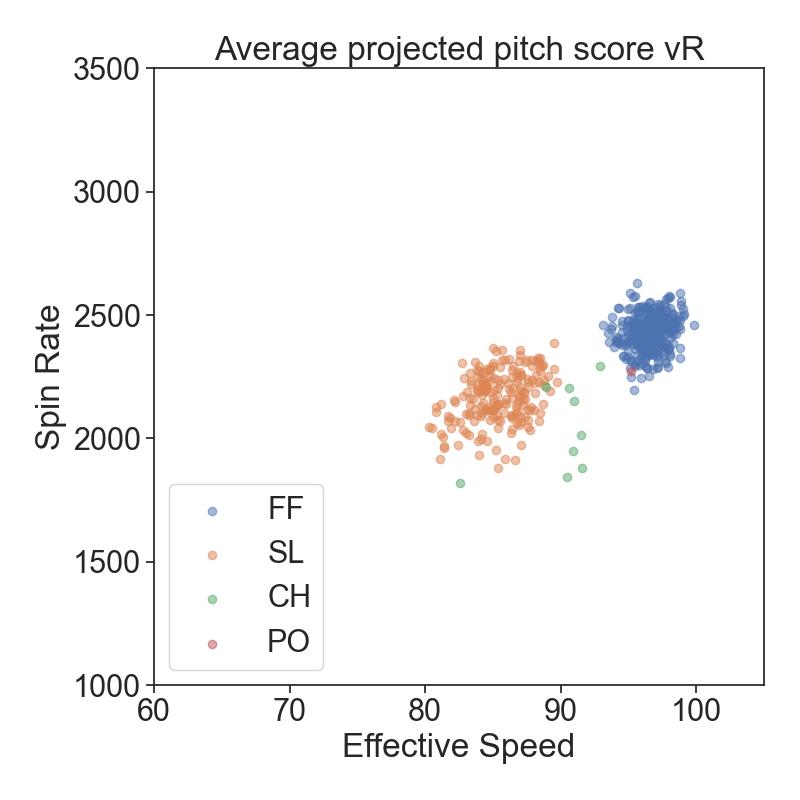 Average projected pitch score vR
3500
3000
2500
2000
1500
1000
Spin Rate
FF
SL
CH
PO
60 70 80 90 100
Effective Speed